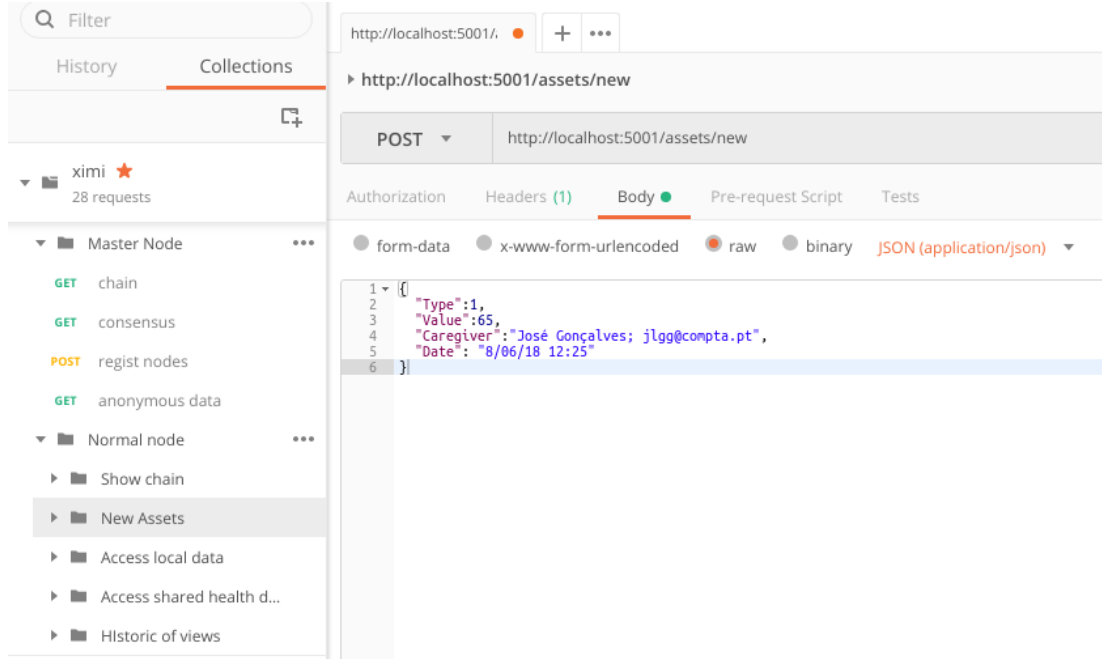 Filter
History
Collections
ximi
28 requests
Master Node
GET chain
GET consensus
POST regist nodes
GET anonymous data
Normal node
Show chain
New Assets
Access local data
Access shared health d...
HIstoric of views
http://localhost:5001/
http://localhost:5001/assets/new
POST
http://localhost:5001/assets/new
Authorization Headers (1) Body Pre-request Script Tests
form-data x-www-form-urlencoded raw binary JSON (application/json)
1 {
2 "Type":1,
3 "Value":65,
4 "Caregiver":"José Gonçalves; jlgg@compta.pt",
5 "Date": "8/06/18 12:25"
6 }